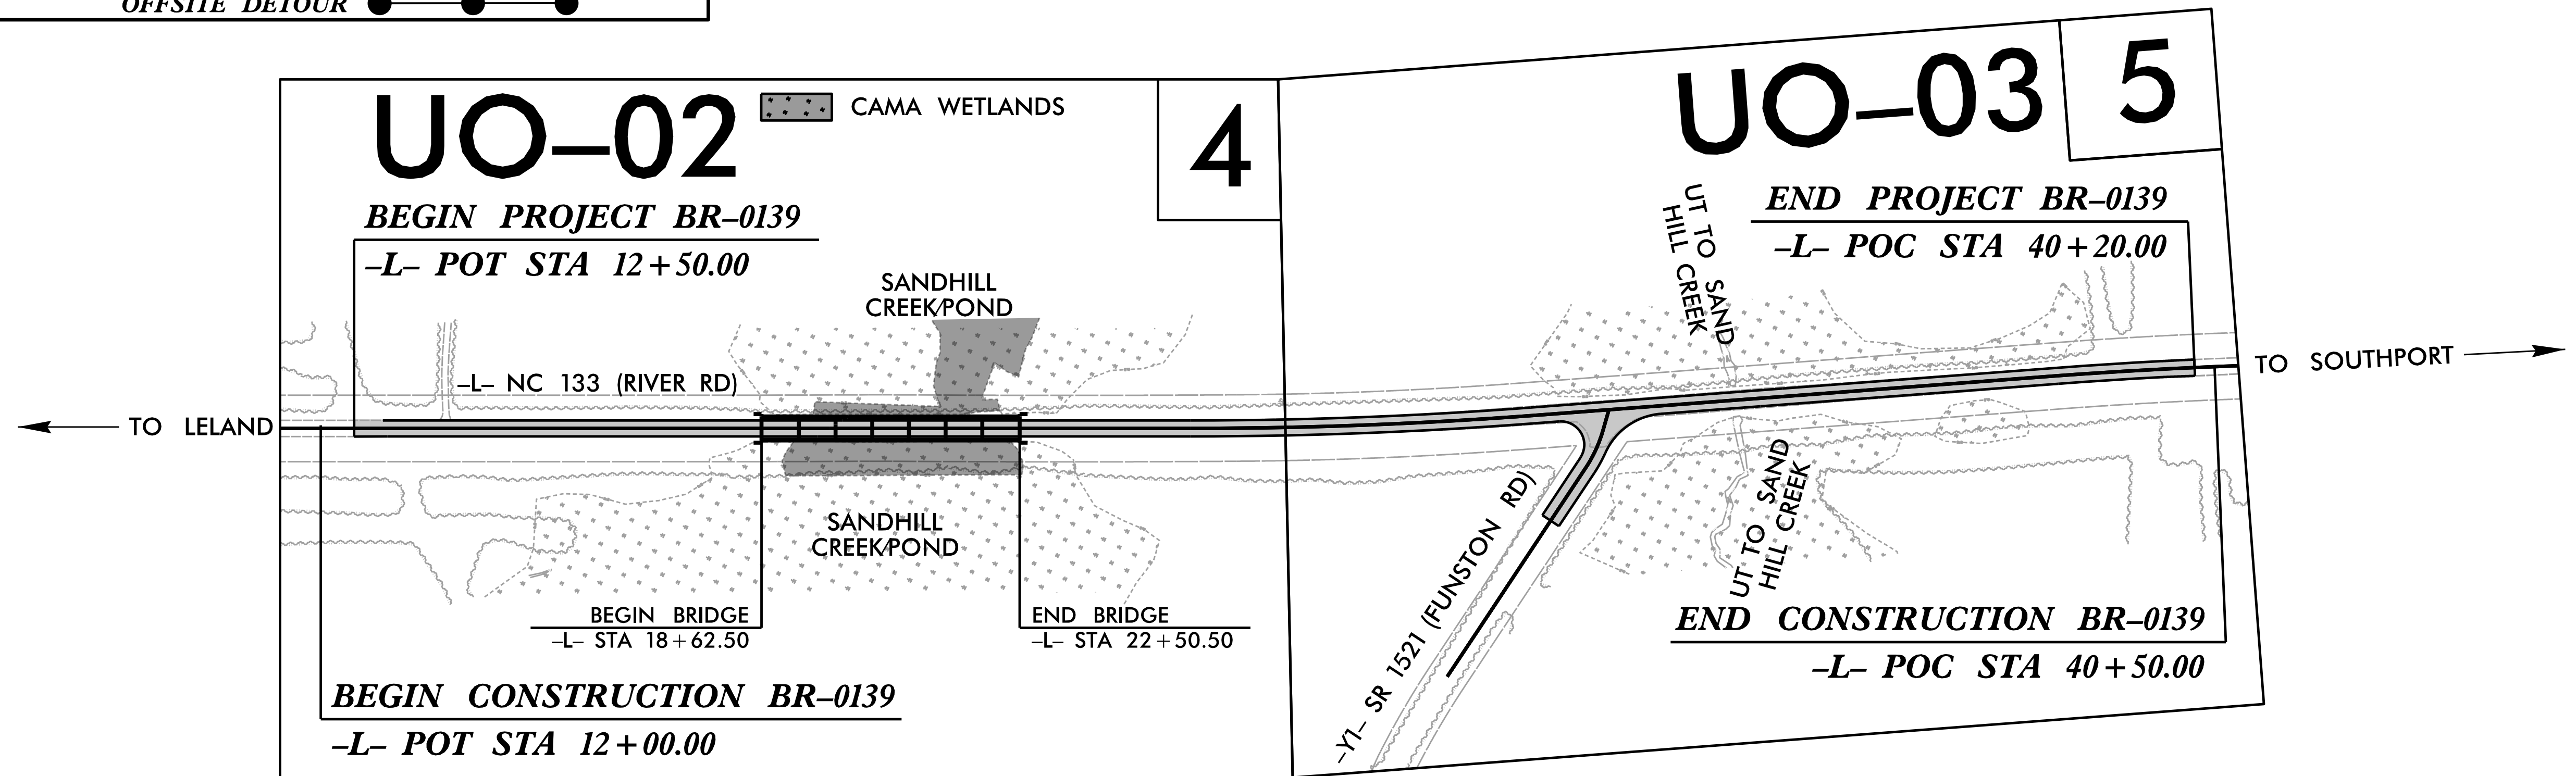 OFFSITE DETOUR
UO–02
CAMA WETLANDS
4
UO–03
5
BEGIN PROJECT BR–0139
–L– POT STA 12+50.00
END PROJECT BR–0139
–L– POC STA 40+20.00
SANDHILL
CREEK/POND
UT TO SAND
HILL CREEK
–L– NC 133 (RIVER RD)
TO LELAND
TO SOUTHPORT
SANDHILL
CREEK/POND
UT TO SAND
HILL CREEK
–Y1– SR 1521 (FUNSTON RD)
BEGIN BRIDGE
–L– STA 18+62.50
END BRIDGE
–L– STA 22+50.50
END CONSTRUCTION BR–0139
–L– POC STA 40+50.00
BEGIN CONSTRUCTION BR–0139
–L– POT STA 12+00.00